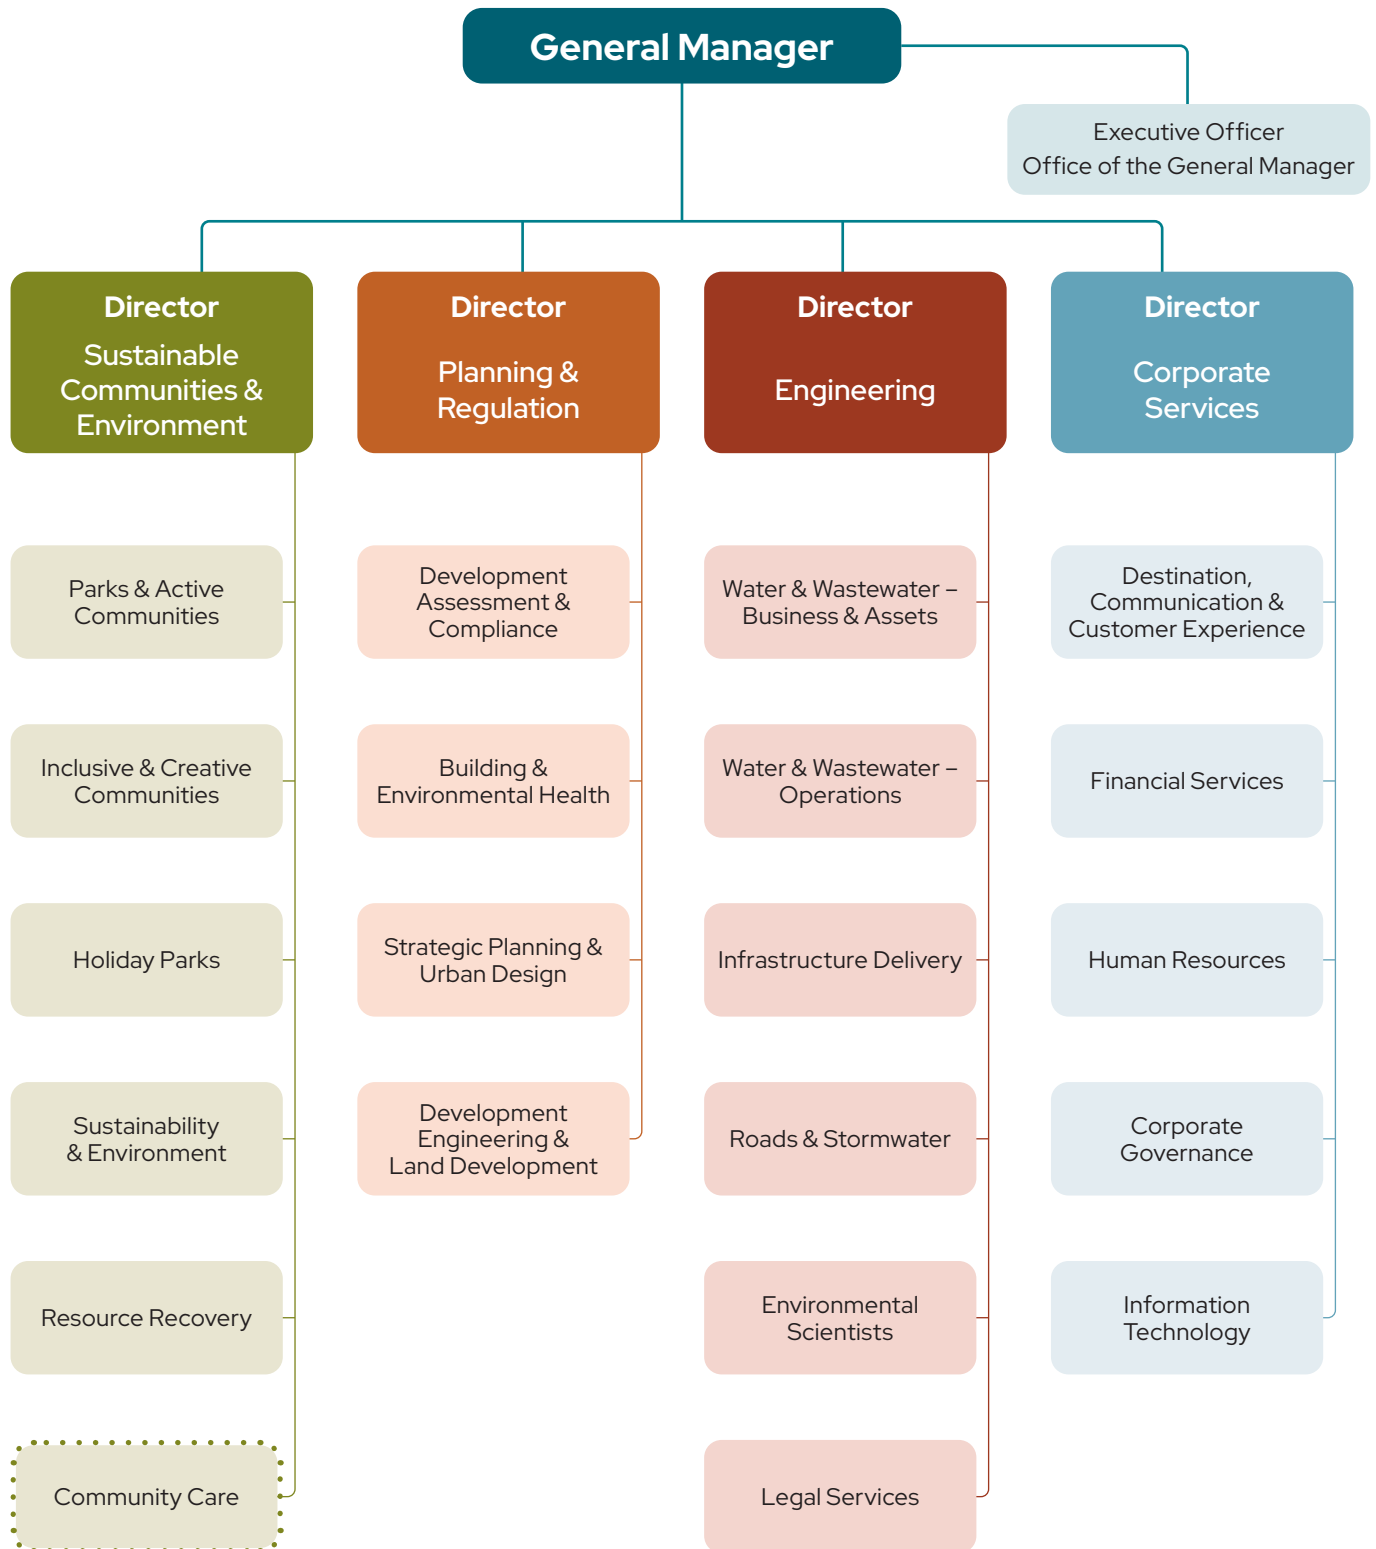 General Manager
Executive Officer
Office of the General Manager
Director
Sustainable
Communities &
Environment
Director
Planning &
Regulation
Director
Engineering
Director
Corporate
Services
Parks & Active
Communities
Inclusive & Creative
Communities
Holiday Parks
Sustainability
& Environment
Resource Recovery
Community Care
Development
Assessment &
Compliance
Building &
Environmental Health
Strategic Planning &
Urban Design
Development
Engineering &
Land Development
Water & Wastewater –
Business & Assets
Water & Wastewater –
Operations
Infrastructure Delivery
Roads & Stormwater
Environmental
Scientists
Legal Services
Destination,
Communication &
Customer Experience
Financial Services
Human Resources
Corporate
Governance
Information
Technology